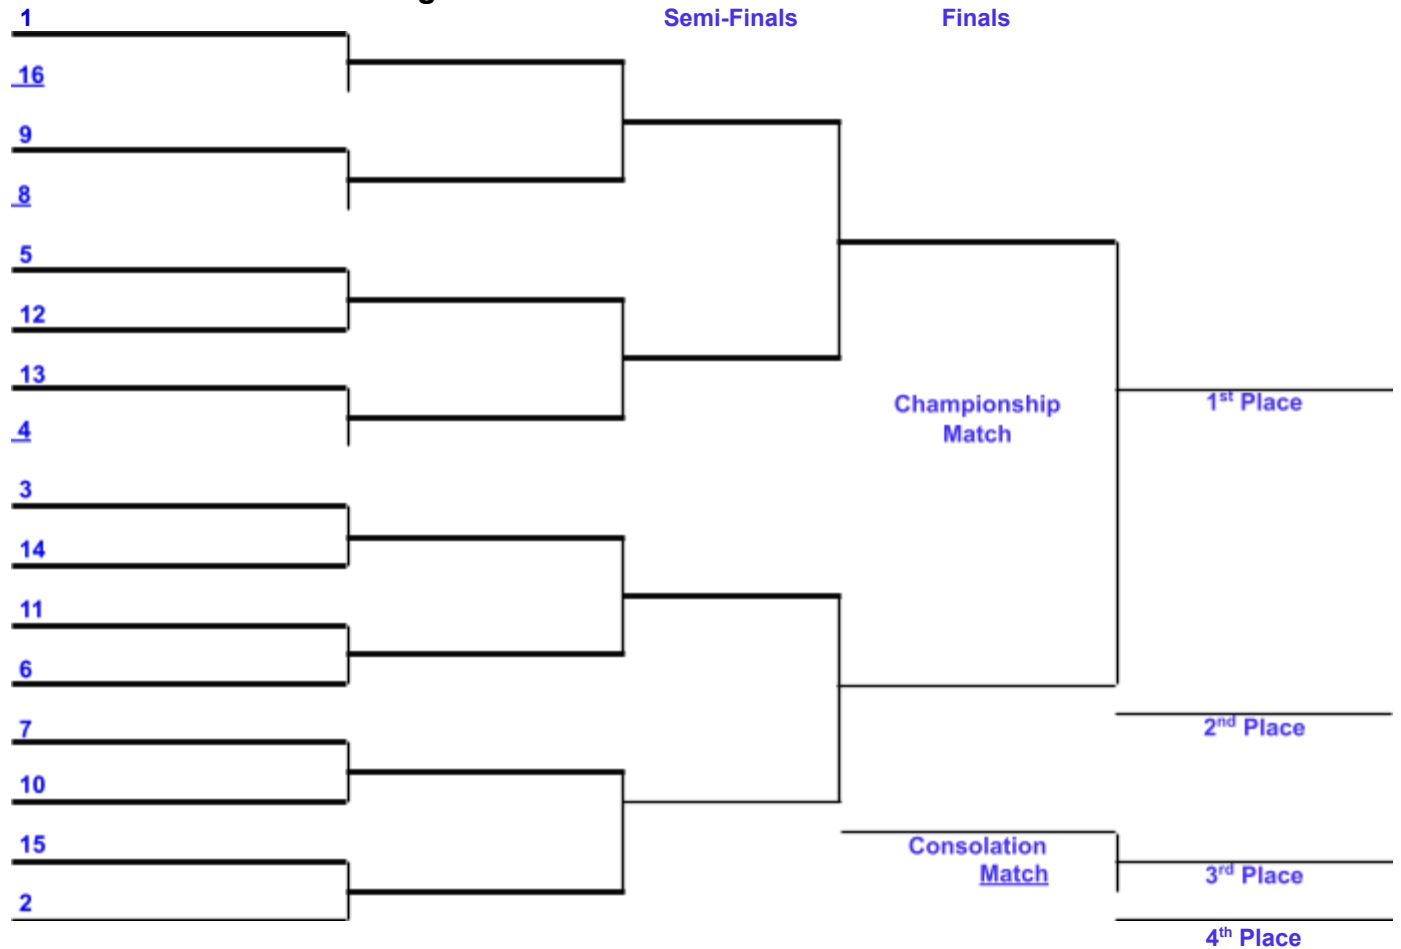 1
Semi-Finals
Finals
16
9
8
5
12
13
4
Championship
Match
1st Place
3
14
11
6
7
2nd Place
10
15
Consolation
Match
3rd Place
2
4th Place